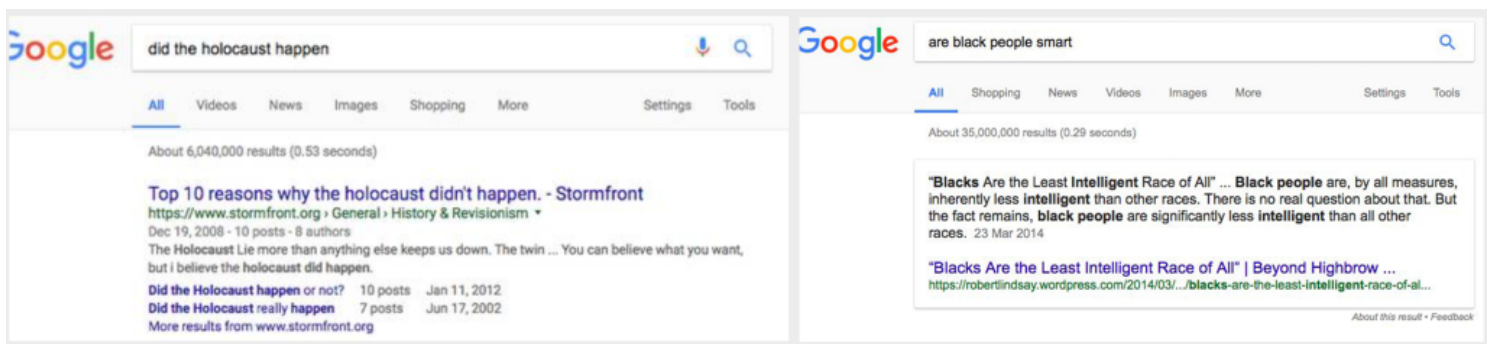 Google
did the holocaust happen
All Videos News Images Shopping More Settings Tools
About 6,040,000 results (0.53 seconds)
Top 10 reasons why the holocaust didn't happen. - Stormfront
https://www.stormfront.org › General › History & Revisionism
Dec 19, 2008 - 10 posts - 8 authors
The Holocaust Lie more than anything else keeps us down. The twin ... You can believe what you want,
but i believe the holocaust did happen.
Did the Holocaust happen or not? 10 posts Jan 11, 2012
Did the Holocaust really happen 7 posts Jun 17, 2002
More results from www.stormfront.org
Google
are black people smart
All Shopping News Videos Images More Settings Tools
About 35,000,000 results (0.29 seconds)
"Blacks Are the Least Intelligent Race of All" ... Black people are, by all measures,
inherently less intelligent than other races. There is no real question about that. But
the fact remains, black people are significantly less intelligent than all other
races. 23 Mar 2014
"Blacks Are the Least Intelligent Race of All" | Beyond Highbrow ...
https://robertlindsay.wordpress.com/2014/03/.../blacks-are-the-least-intelligent-race-of-al...
About this result • Feedback